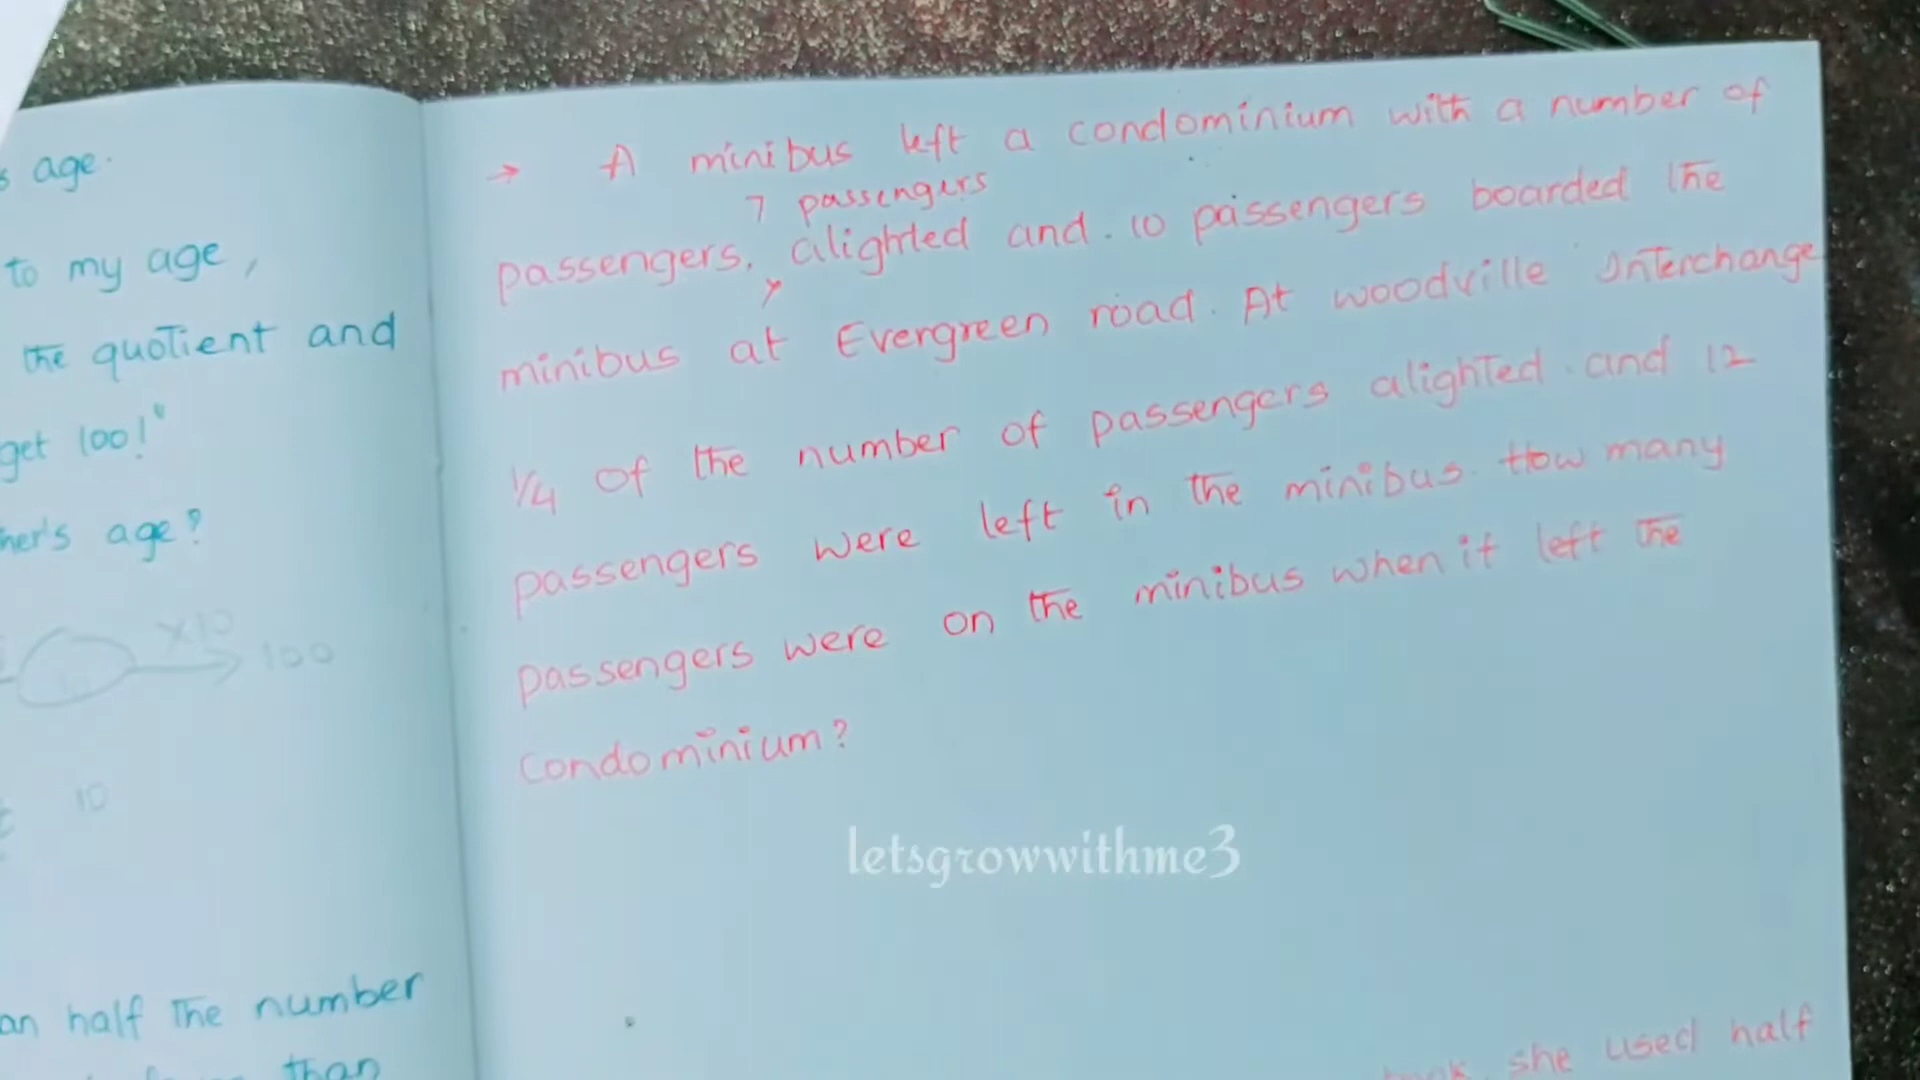 s age.
to my age,
the quotient and
get 100!"
her's age?
x10
100
10
an half The number
than
→ A minibus left a condominium with a number of
7 passengers
passengers, alighted and 10 passengers boarded the
minibus at Evergreen road. At woodville Interchange
1/4 of the number of passengers alighted and 12
passengers were left in the minibus. How many
passengers were on the minibus when it left the
condominium?
letsgrowwithme3
she used half